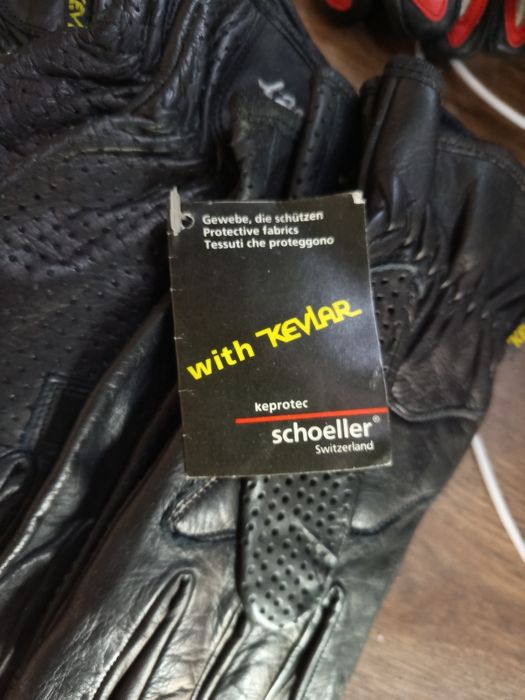 Gewebe, die schützen
Protective fabrics
Tessuti che proteggono
with KEVLAR
keprotec
schoeller®
Switzerland